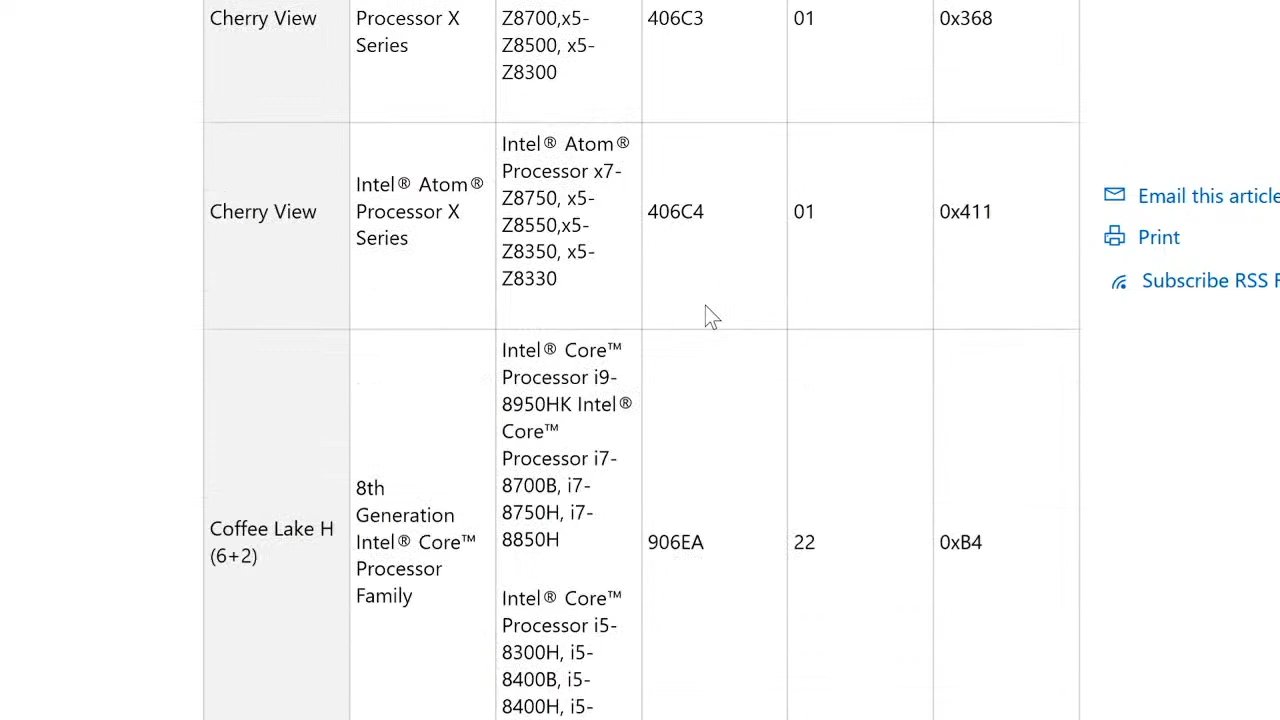 Cherry View
Processor X
Series
Z8700,x5-
Z8500, x5-
Z8300
406C3
01
0x368
Cherry View
Intel® Atom®
Processor X
Series
Intel® Atom®
Processor x7-
Z8750, x5-
Z8550,x5-
Z8350, x5-
Z8330
406C4
01
0x411
Coffee Lake H
(6+2)
8th
Generation
Intel® Core™
Processor
Family
Intel® Core™
Processor i9-
8950HK Intel®
Core™
Processor i7-
8700B, i7-
8750H, i7-
8850H
Intel® Core™
Processor i5-
8300H, i5-
8400B, i5-
8400H, i5-
906EA
22
0xB4
Email this article
Print
Subscribe RSS F